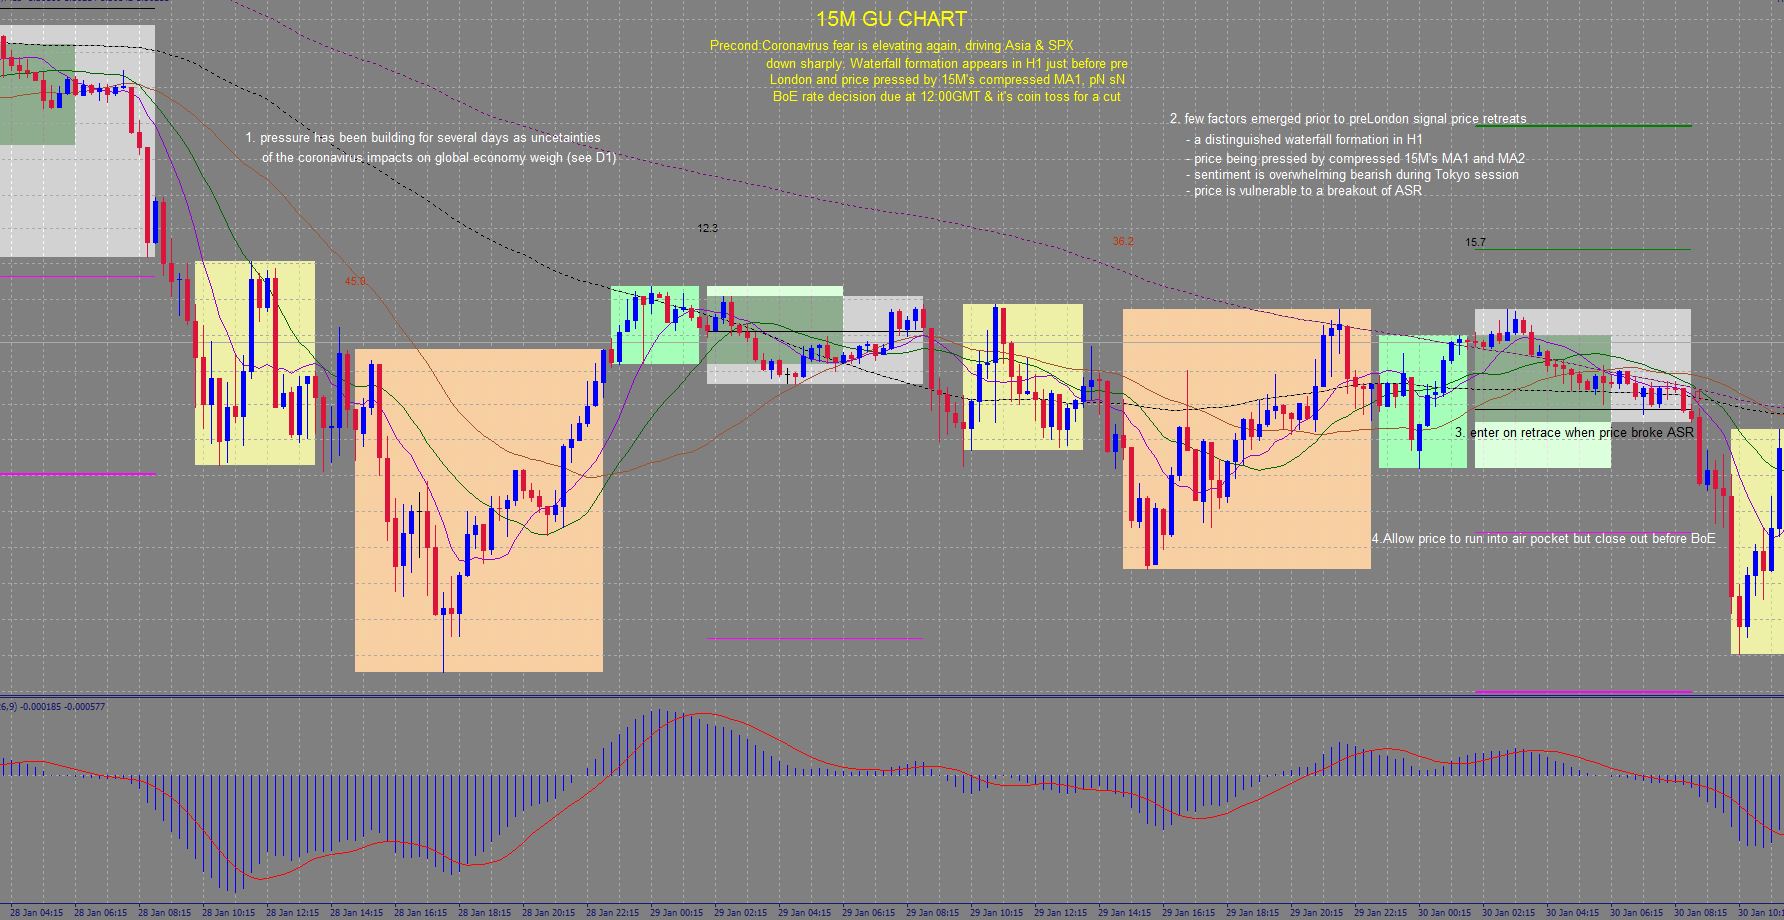 15M GU CHART
Precond:Coronavirus fear is elevating again, driving Asia & SPX
down sharply. Waterfall formation appears in H1 just before pre
London and price pressed by 15M's compressed MA1, pN sN
BoE rate decision due at 12:00GMT & it's coin toss for a cut
1. pressure has been building for several days as uncetainties
of the coronavirus impacts on global economy weigh (see D1)
2. few factors emerged prior to preLondon signal price retreats
- a distinguished waterfall formation in H1
- price being pressed by compressed 15M's MA1 and MA2
- sentiment is overwhelming bearish during Tokyo session
- price is vulnerable to a breakout of ASR
12.3
36.2
15.7
45.0
3. enter on retrace when price broke ASR
4.Allow price to run into air pocket but close out before BoE
26,9) -0.000185 -0.000577
28 Jan 04:15
28 Jan 06:15
28 Jan 08:15
28 Jan 10:15
28 Jan 12:15
28 Jan 14:15
28 Jan 16:15
28 Jan 18:15
28 Jan 20:15
28 Jan 22:15
29 Jan 00:15
29 Jan 02:15
29 Jan 04:15
29 Jan 06:15
29 Jan 08:15
29 Jan 10:15
29 Jan 12:15
29 Jan 14:15
29 Jan 16:15
29 Jan 18:15
29 Jan 20:15
29 Jan 22:15
30 Jan 00:15
30 Jan 02:15
30 Jan 04:15
30 Jan 06:15
30 Jan 08:15
30 Jan